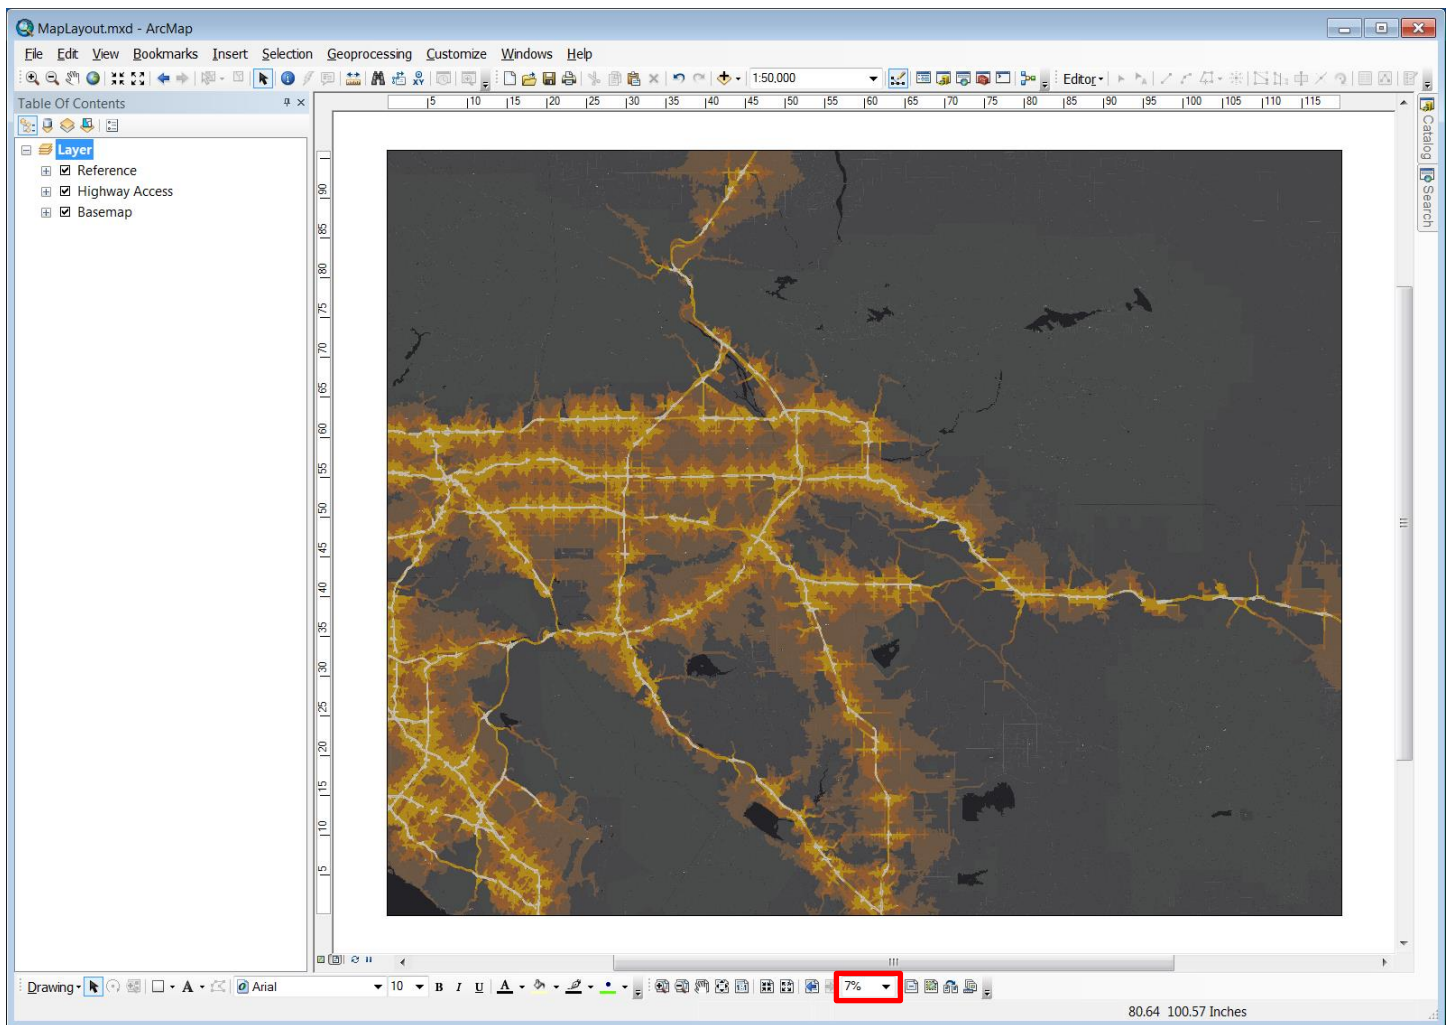 MapLayout.mxd - ArcMap
File Edit View Bookmarks Insert Selection Geoprocessing Customize Windows Help
1:50,000 Editor
Table Of Contents
|5 |10 |15 |20 |25 |30 |35 |40 |45 |50 |55 |60 |65 |70 |75 |80 |85 |90 |95 |100 |105 |110 |115
Layer
Reference
Highway Access
Basemap
|90
|85
|80
|75
|70
|65
|60
|55
|50
|45
|40
|35
|30
|25
|20
|15
|10
|5
Catalog
Search
Drawing A Arial 10 B I U A 7%
80.64 100.57 Inches